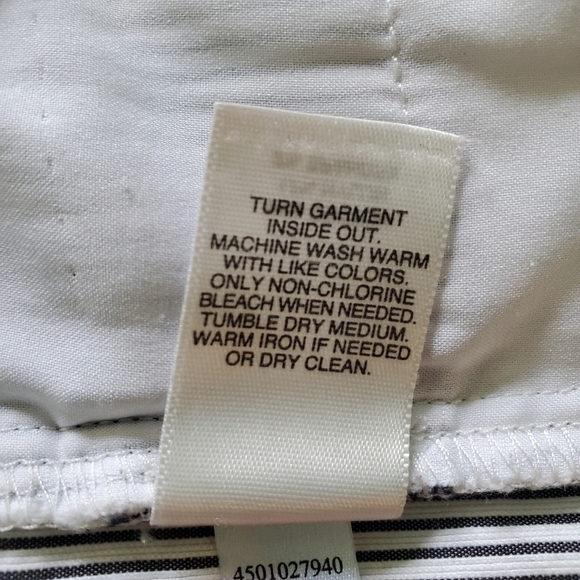 TURN GARMENT
INSIDE OUT.
MACHINE WASH WARM
WITH LIKE COLORS.
ONLY NON-CHLORINE
BLEACH WHEN NEEDED.
TUMBLE DRY MEDIUM.
WARM IRON IF NEEDED
OR DRY CLEAN.
4501027940